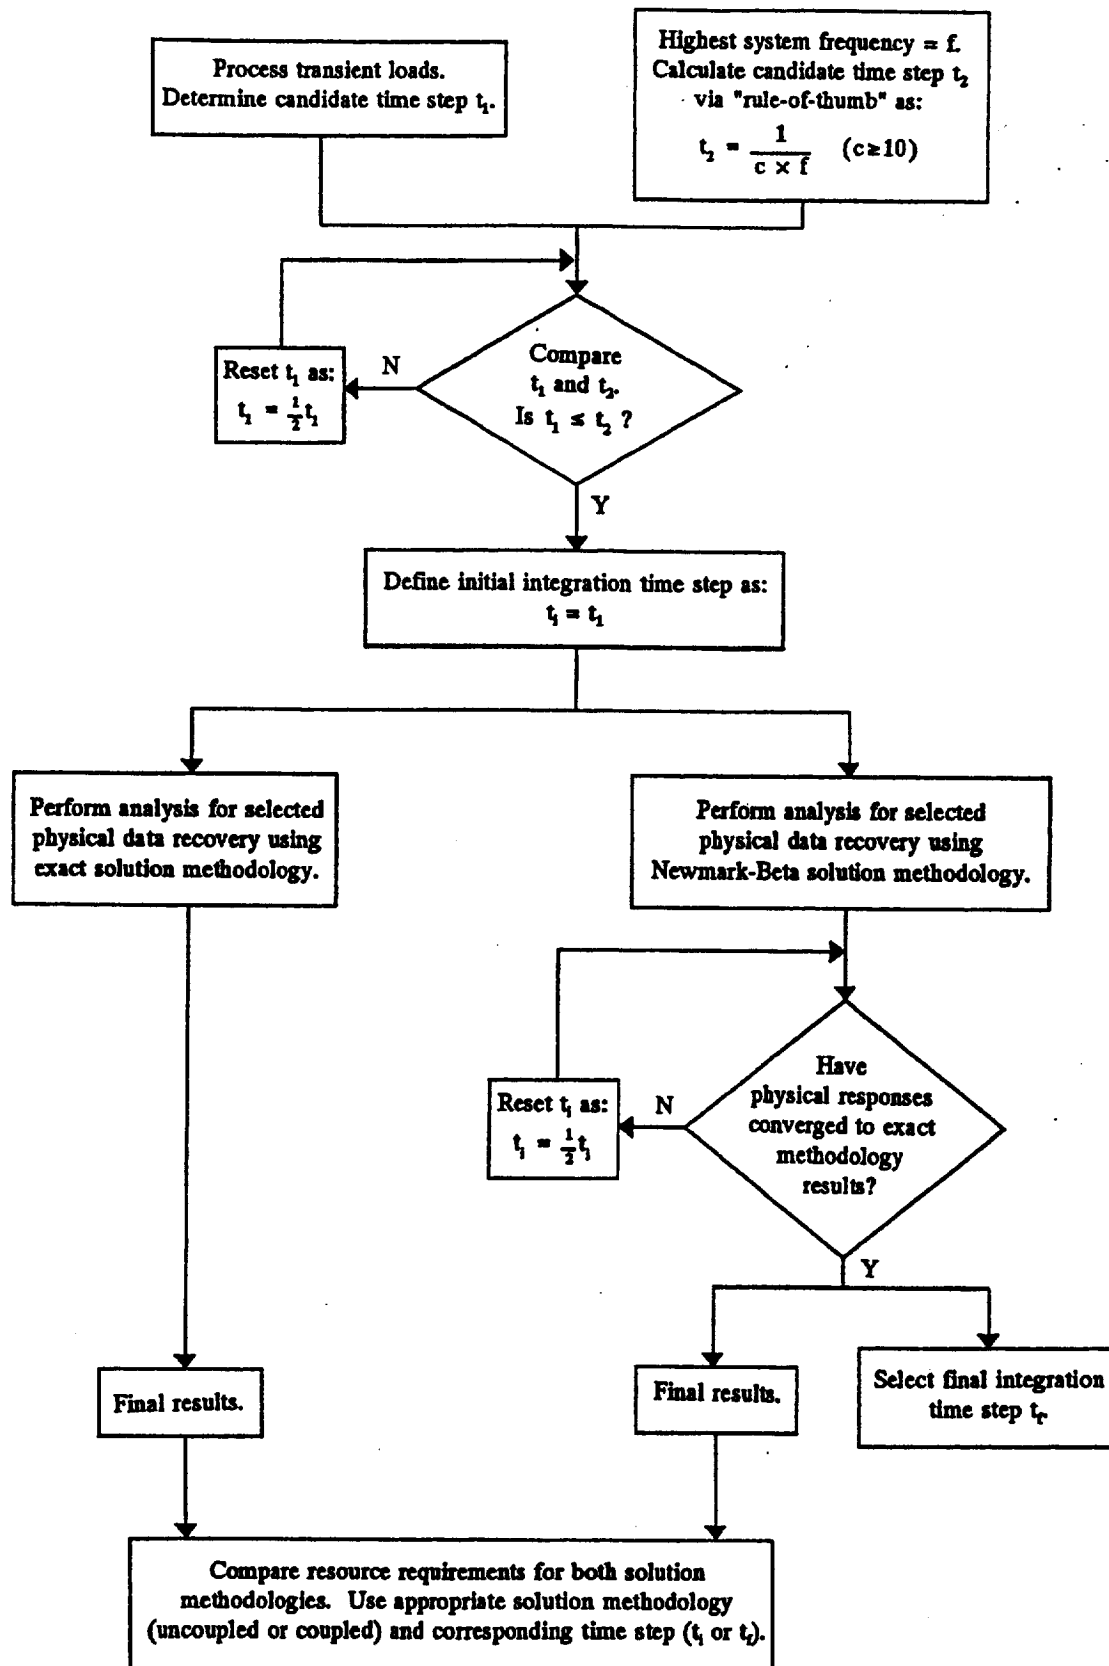 Process transient loads.
Determine candidate time step t₁.
Highest system frequency = f.
Calculate candidate time step t₂
via "rule-of-thumb" as:
t₂ = 1 / (c × f) (c≥10)
Compare
t₁ and t₂.
Is t₁ ≤ t₂ ?
N
Reset t₁ as:
t₁ = ½t₁
Y
Define initial integration time step as:
tᵢ = t₁
Perform analysis for selected
physical data recovery using
exact solution methodology.
Perform analysis for selected
physical data recovery using
Newmark-Beta solution methodology.
Have
physical responses
converged to exact
methodology
results?
N
Reset tᵢ as:
tᵢ = ½tᵢ
Y
Final results.
Final results.
Select final integration
time step t_f.
Compare resource requirements for both solution
methodologies. Use appropriate solution methodology
(uncoupled or coupled) and corresponding time step (tᵢ or t_f).